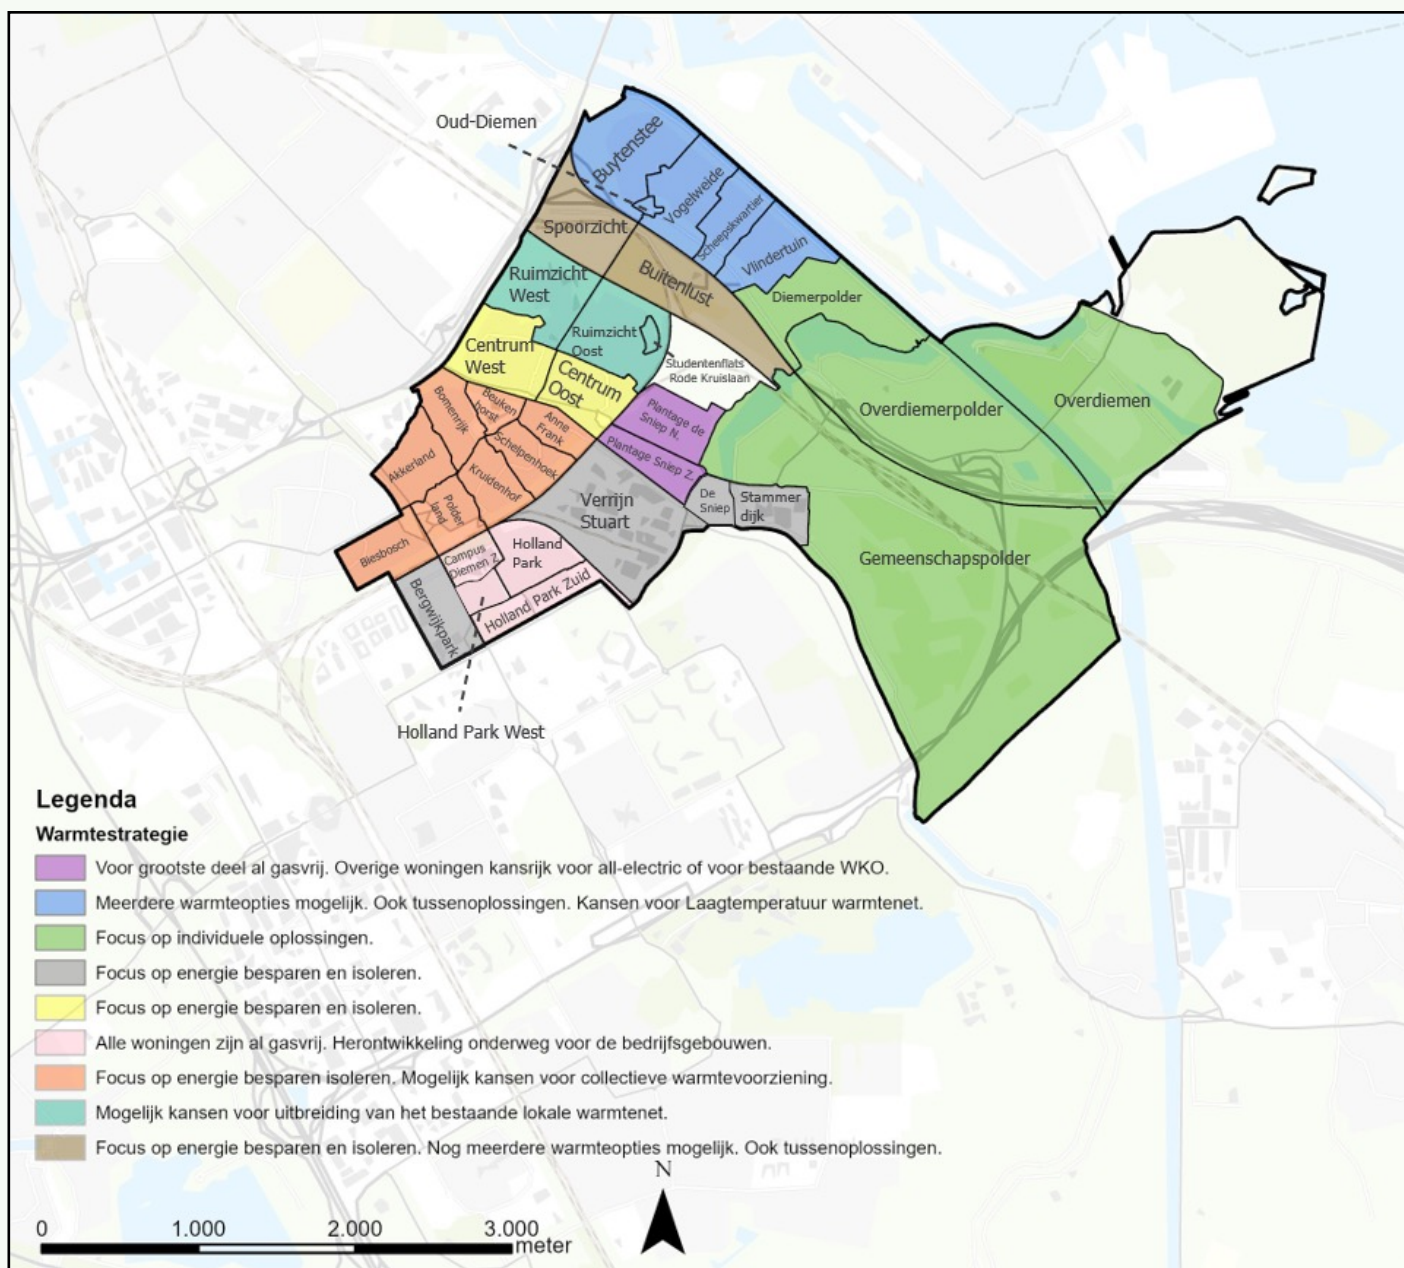 Oud-Diemen
Buytenstee
Vogelweide
Scheepskwartier
Vlindertuin
Spoorzicht
Buitenlust
Diemerpolder
Ruimzicht
West
Ruimzicht
Oost
Studentenflats
Rode Kruislaan
Centrum
West
Centrum
Oost
Overdiemerpolder
Overdiemen
Plantage de
Sniep N.
Plantage Sniep Z.
Bomenrijk
Beuken
horst
Anne
Frank
Schelpenhoek
Akkerland
Kruidenhof
Polder
land
Verrijn
Stuart
De
Sniep
Stammer
dijk
Biesbosch
Campus
Diemen Z.
Holland
Park
Gemeenschapspolder
Bergwijkpark
Holland Park Zuid
Holland Park West
Legenda
Warmtestrategie
Voor grootste deel al gasvrij. Overige woningen kansrijk voor all-electric of voor bestaande WKO.
Meerdere warmteopties mogelijk. Ook tussenoplossingen. Kansen voor Laagtemperatuur warmtenet.
Focus op individuele oplossingen.
Focus op energie besparen en isoleren.
Focus op energie besparen en isoleren.
Alle woningen zijn al gasvrij. Herontwikkeling onderweg voor de bedrijfsgebouwen.
Focus op energie besparen isoleren. Mogelijk kansen voor collectieve warmtevoorziening.
Mogelijk kansen voor uitbreiding van het bestaande lokale warmtenet.
Focus op energie besparen en isoleren. Nog meerdere warmteopties mogelijk. Ook tussenoplossingen.
N
0 1.000 2.000 3.000
meter